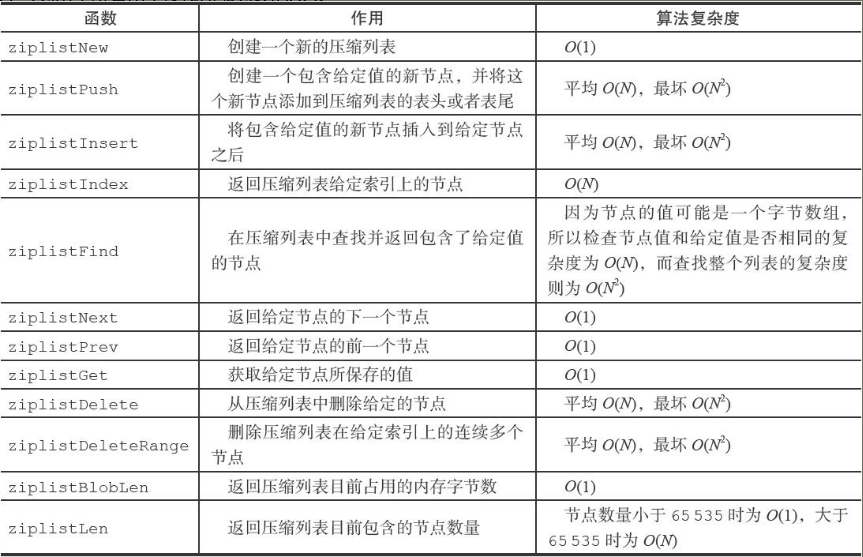 函数 作用 算法复杂度
ziplistNew 创建一个新的压缩列表 O(1)
ziplistPush 创建一个包含给定值的新节点，并将这
个新节点添加到压缩列表的表头或者表尾 平均 O(N)，最坏 O(N²)
ziplistInsert 将包含给定值的新节点插入到给定节点
之后 平均 O(N)，最坏 O(N²)
ziplistIndex 返回压缩列表给定索引上的节点 O(N)
ziplistFind 在压缩列表中查找并返回包含了给定值
的节点
因为节点的值可能是一个字节数组，
所以检查节点值和给定值是否相同的复
杂度为 O(N)，而查找整个列表的复杂度
则为 O(N²)
ziplistNext 返回给定节点的下一个节点 O(1)
ziplistPrev 返回给定节点的前一个节点 O(1)
ziplistGet 获取给定节点所保存的值 O(1)
ziplistDelete 从压缩列表中删除给定的节点 平均 O(N)，最坏 O(N²)
ziplistDeleteRange 删除压缩列表在给定索引上的连续多个
节点 平均 O(N)，最坏 O(N²)
ziplistBlobLen 返回压缩列表目前占用的内存字节数 O(1)
ziplistLen 返回压缩列表目前包含的节点数量
节点数量小于 65 535 时为 O(1)，大于
65 535 时为 O(N)